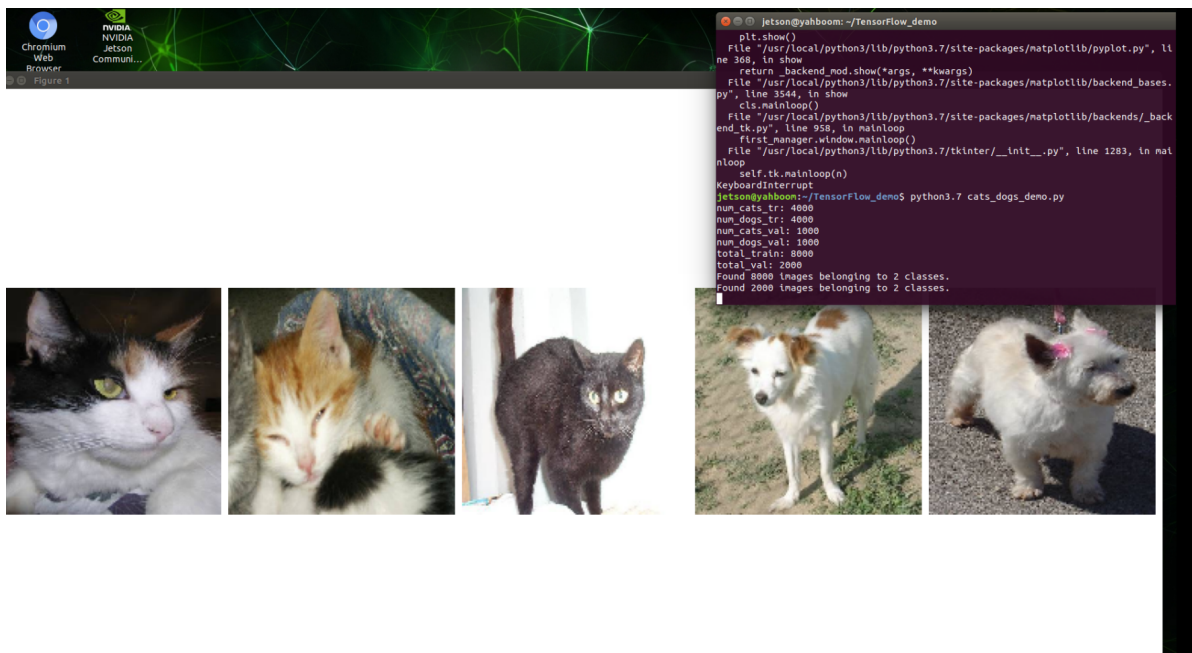 Chromium
Web
Browser
NVIDIA
NVIDIA
Jetson
Communi...
Figure 1
jetson@yahboom: ~/TensorFlow_demo
    plt.show()
  File "/usr/local/python3/lib/python3.7/site-packages/matplotlib/pyplot.py", li
ne 368, in show
    return _backend_mod.show(*args, **kwargs)
  File "/usr/local/python3/lib/python3.7/site-packages/matplotlib/backend_bases.
py", line 3544, in show
    cls.mainloop()
  File "/usr/local/python3/lib/python3.7/site-packages/matplotlib/backends/_back
end_tk.py", line 958, in mainloop
    first_manager.window.mainloop()
  File "/usr/local/python3/lib/python3.7/tkinter/__init__.py", line 1283, in mai
nloop
    self.tk.mainloop(n)
KeyboardInterrupt
jetson@yahboom:~/TensorFlow_demo$ python3.7 cats_dogs_demo.py
num_cats_tr: 4000
num_dogs_tr: 4000
num_cats_val: 1000
num_dogs_val: 1000
total_train: 8000
total_val: 2000
Found 8000 images belonging to 2 classes.
Found 2000 images belonging to 2 classes.